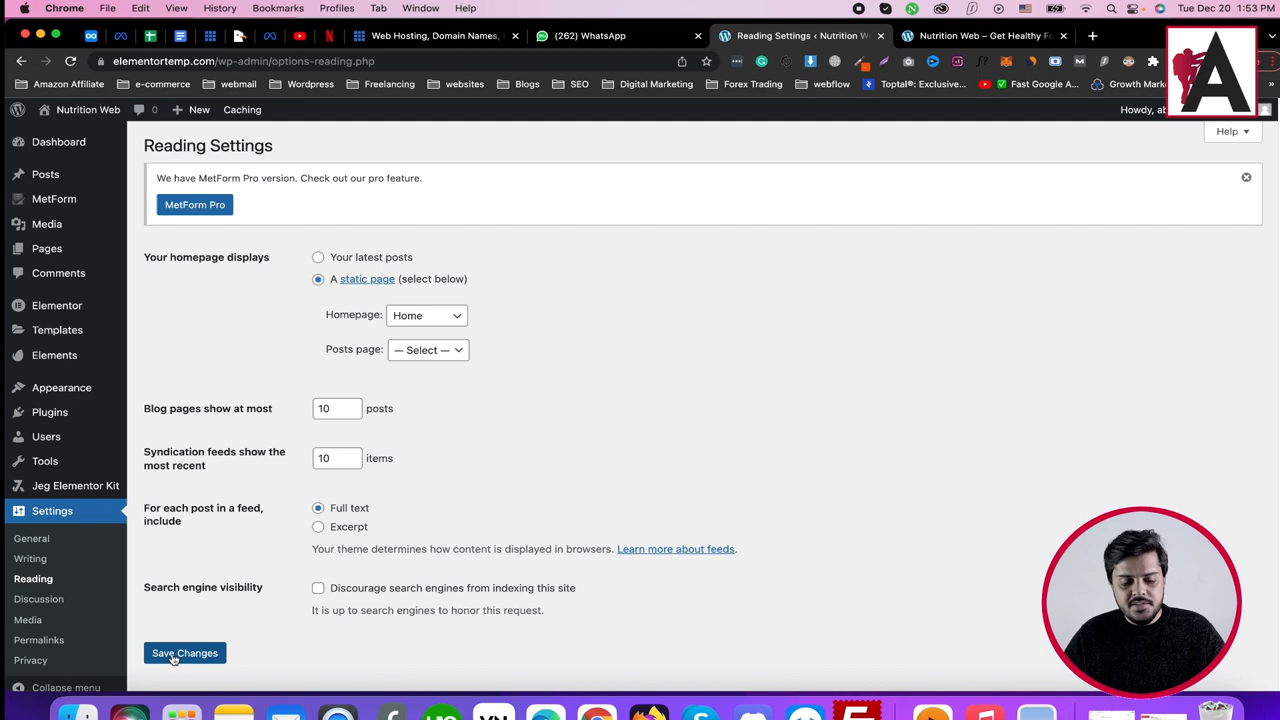 Chrome File Edit View History Bookmarks Profiles Tab Window Help Tue Dec 20 1:53 PM
Web Hosting, Domain Names, (262) WhatsApp Reading Settings ‹ Nutrition W Nutrition Web – Get Healthy F
elementortemp.com/wp-admin/options-reading.php
Amazon Affiliate e-commerce webmail Wordpress Freelancing websites Blogs SEO Digital Marketing Forex Trading webflow Toptal®: Exclusive... Fast Google A... Growth Mark
A
Nutrition Web 0 New Caching Howdy, ab
Help
Dashboard
Posts
MetForm
Media
Pages
Comments
Elementor
Templates
Elements
Appearance
Plugins
Users
Tools
Jeg Elementor Kit
Settings
General
Writing
Reading
Discussion
Media
Permalinks
Privacy
Collapse menu
Reading Settings
We have MetForm Pro version. Check out our pro feature.
MetForm Pro
Your homepage displays
Your latest posts
A static page (select below)
Homepage: Home
Posts page: — Select —
Blog pages show at most 10 posts
Syndication feeds show the
most recent
10 items
For each post in a feed,
include
Full text
Excerpt
Your theme determines how content is displayed in browsers. Learn more about feeds.
Search engine visibility
Discourage search engines from indexing this site
It is up to search engines to honor this request.
Save Changes